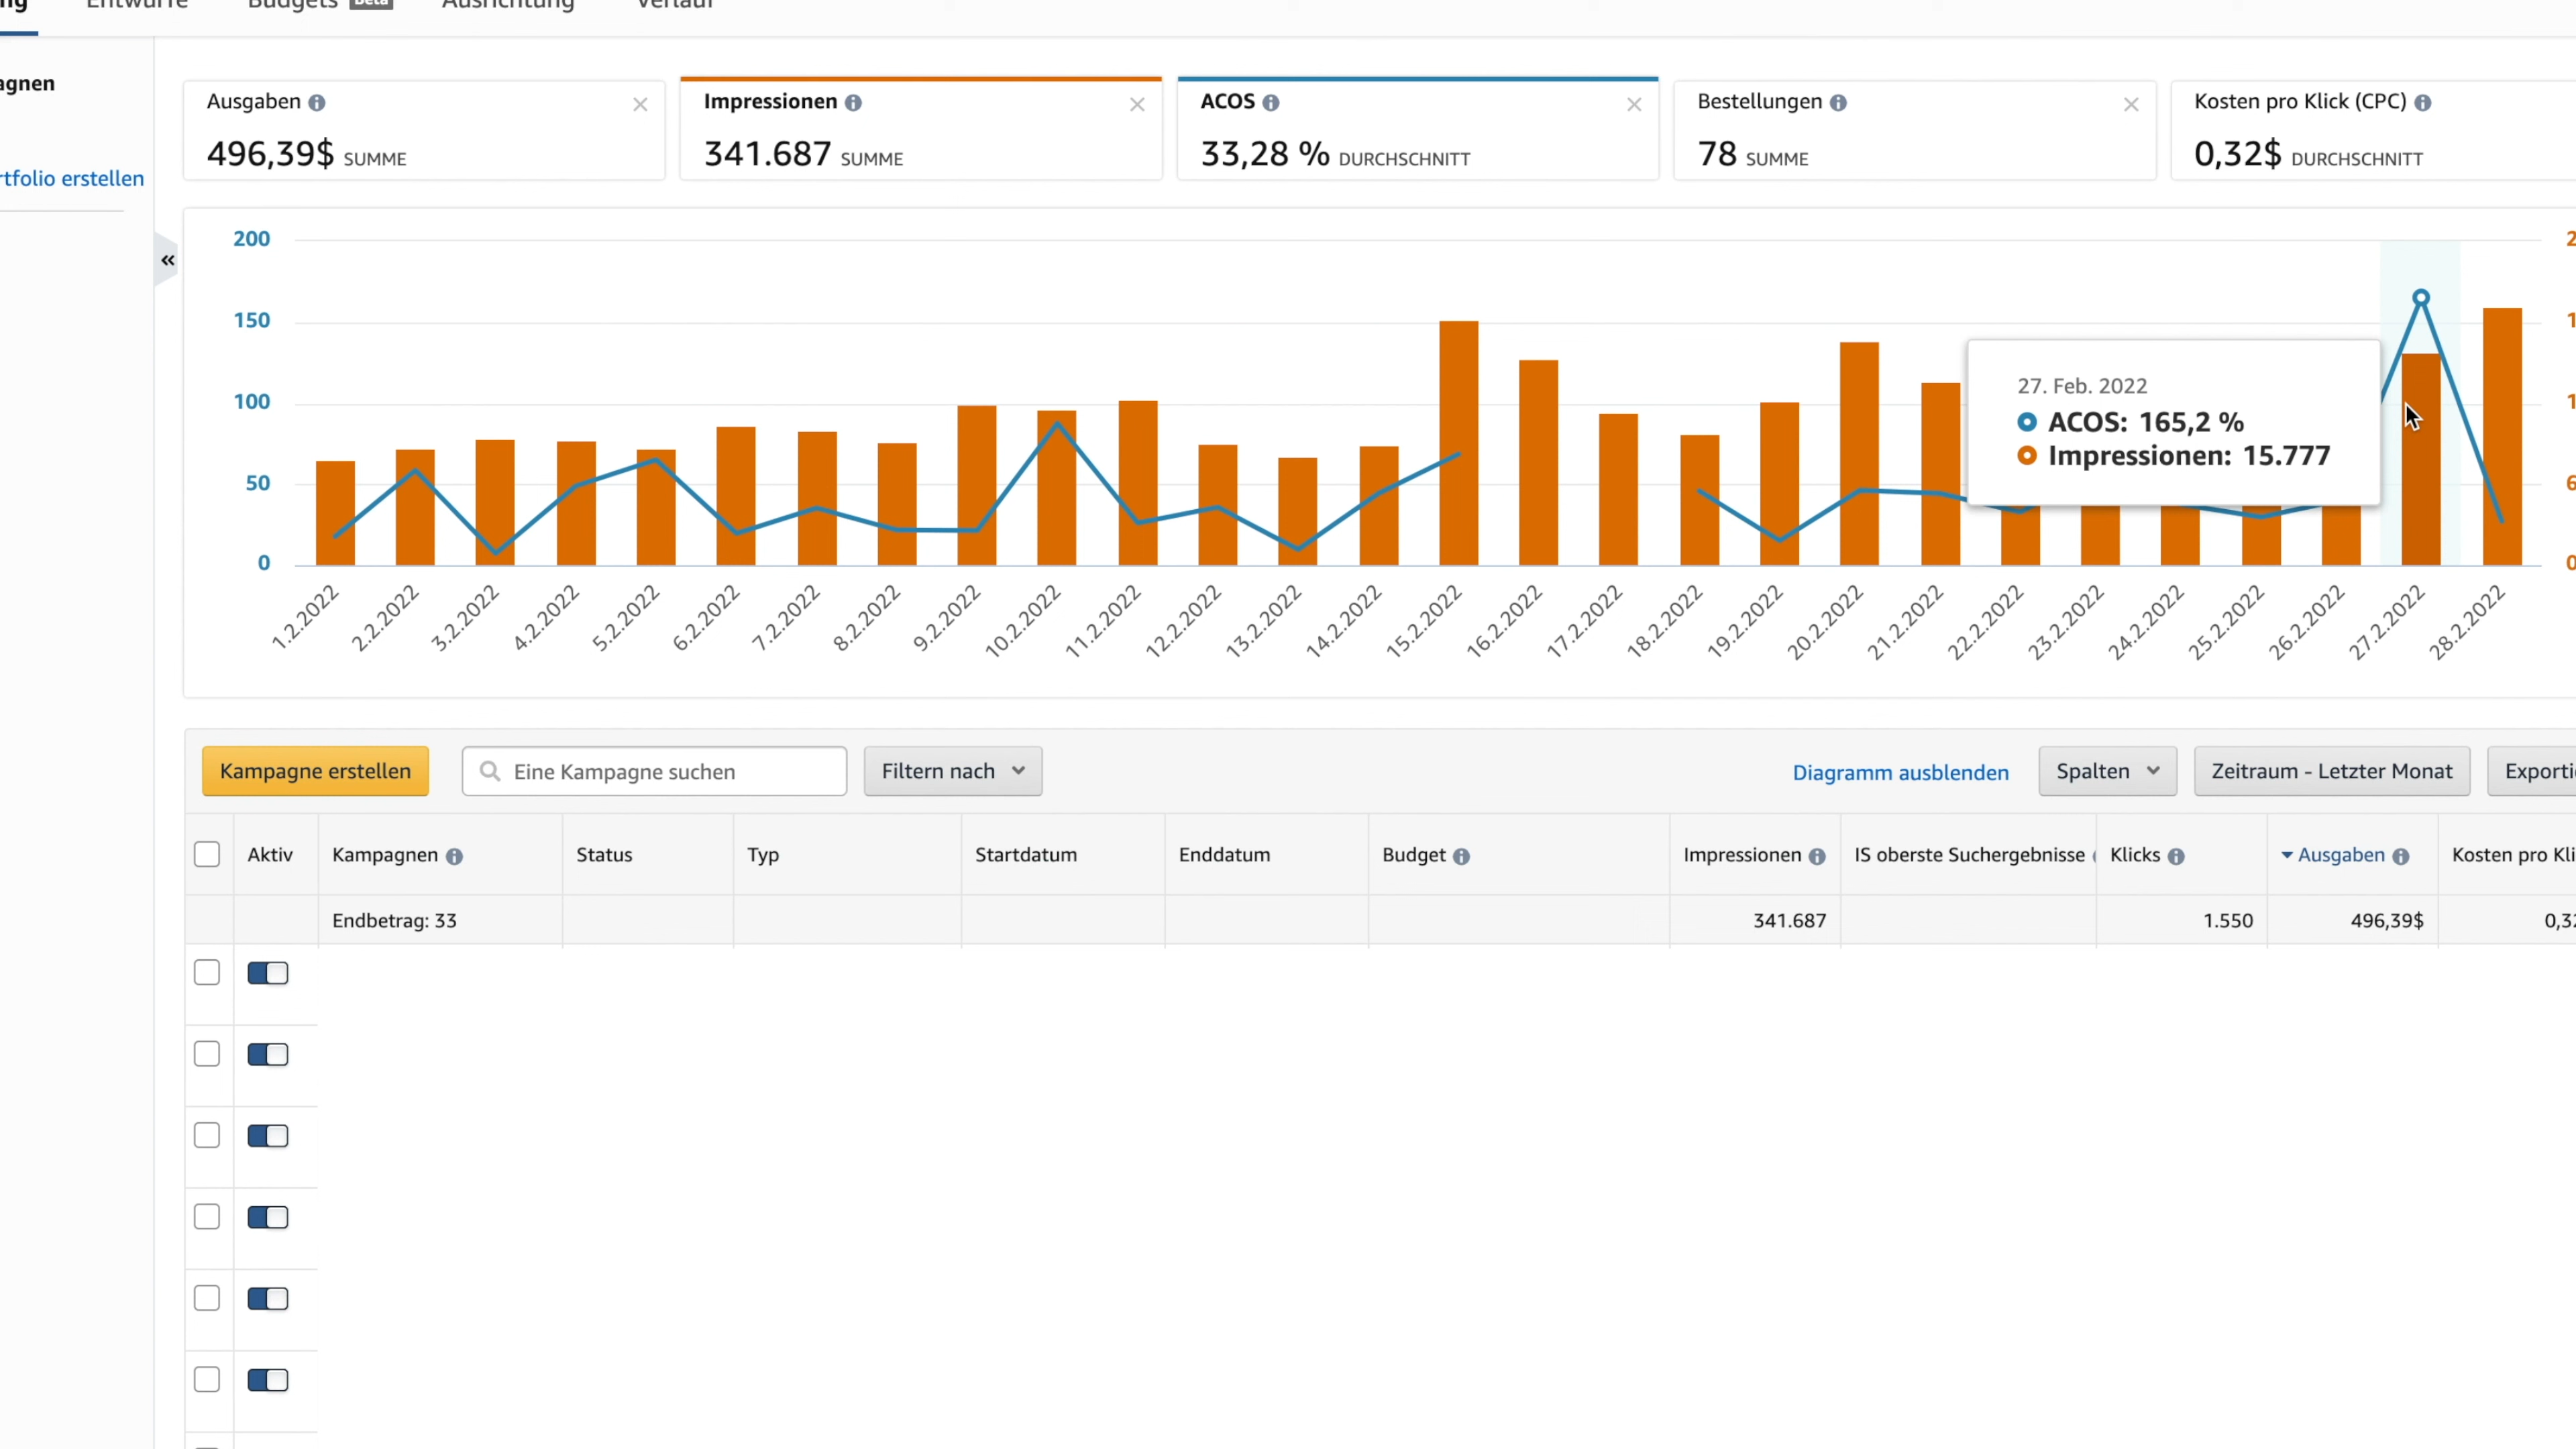 Entwürfe Budgets Beta Ausrichtung Verlauf
agnen
rtfolio erstellen
Ausgaben
496,39$ SUMME
Impressionen
341.687 SUMME
ACOS
33,28 % DURCHSCHNITT
Bestellungen
78 SUMME
Kosten pro Klick (CPC)
0,32$ DURCHSCHNITT
200
150
100
50
0
27. Feb. 2022
ACOS: 165,2 %
Impressionen: 15.777
1.2.2022 2.2.2022 3.2.2022 4.2.2022 5.2.2022 6.2.2022 7.2.2022 8.2.2022 9.2.2022 10.2.2022 11.2.2022 12.2.2022 13.2.2022 14.2.2022 15.2.2022 16.2.2022 17.2.2022 18.2.2022 19.2.2022 20.2.2022 21.2.2022 22.2.2022 23.2.2022 24.2.2022 25.2.2022 26.2.2022 27.2.2022 28.2.2022
Kampagne erstellen Eine Kampagne suchen Filtern nach Diagramm ausblenden Spalten Zeitraum - Letzter Monat Exporti
Aktiv Kampagnen Status Typ Startdatum Enddatum Budget Impressionen IS oberste Suchergebnisse Klicks Ausgaben Kosten pro Kli
Endbetrag: 33 341.687 1.550 496,39$ 0,32